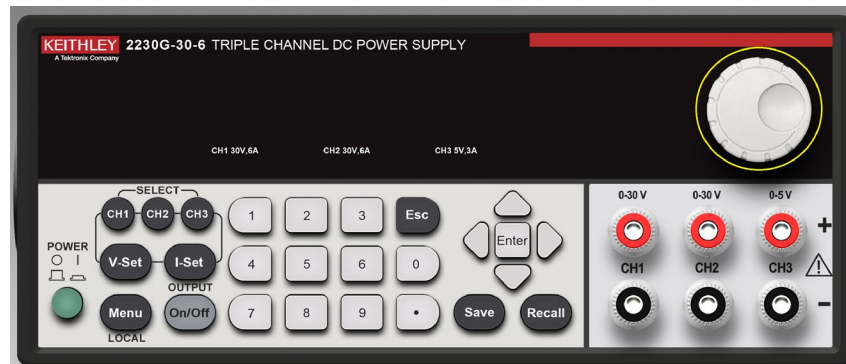 KEITHLEY 2230G-30-6 TRIPLE CHANNEL DC POWER SUPPLY
A Tektronix Company
CH1 30V,6A CH2 30V,6A CH3 5V,3A
SELECT
CH1 CH2 CH3 1 2 3 Esc
POWER
V-Set I-Set 4 5 6 0 Enter
OUTPUT
Menu On/Off 7 8 9 • Save Recall
LOCAL
0-30 V 0-30 V 0-5 V
+
CH1 CH2 CH3
-